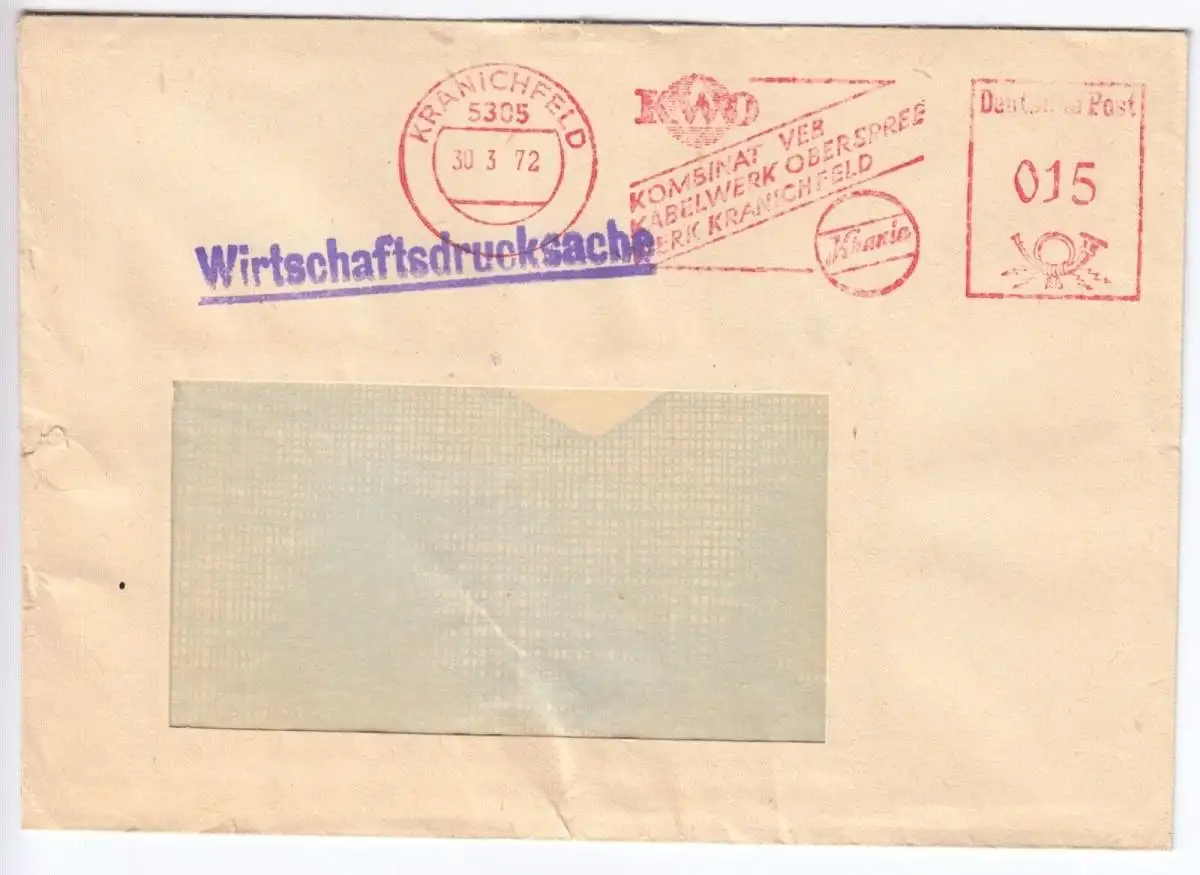 KRANICHFELD
5305
30 3 72
KWO
KOMBINAT VEB
KABELWERK OBERSPREE
WERK KRANICHFELD
Kranic
Deutsche Post
015
Wirtschaftsdrucksache